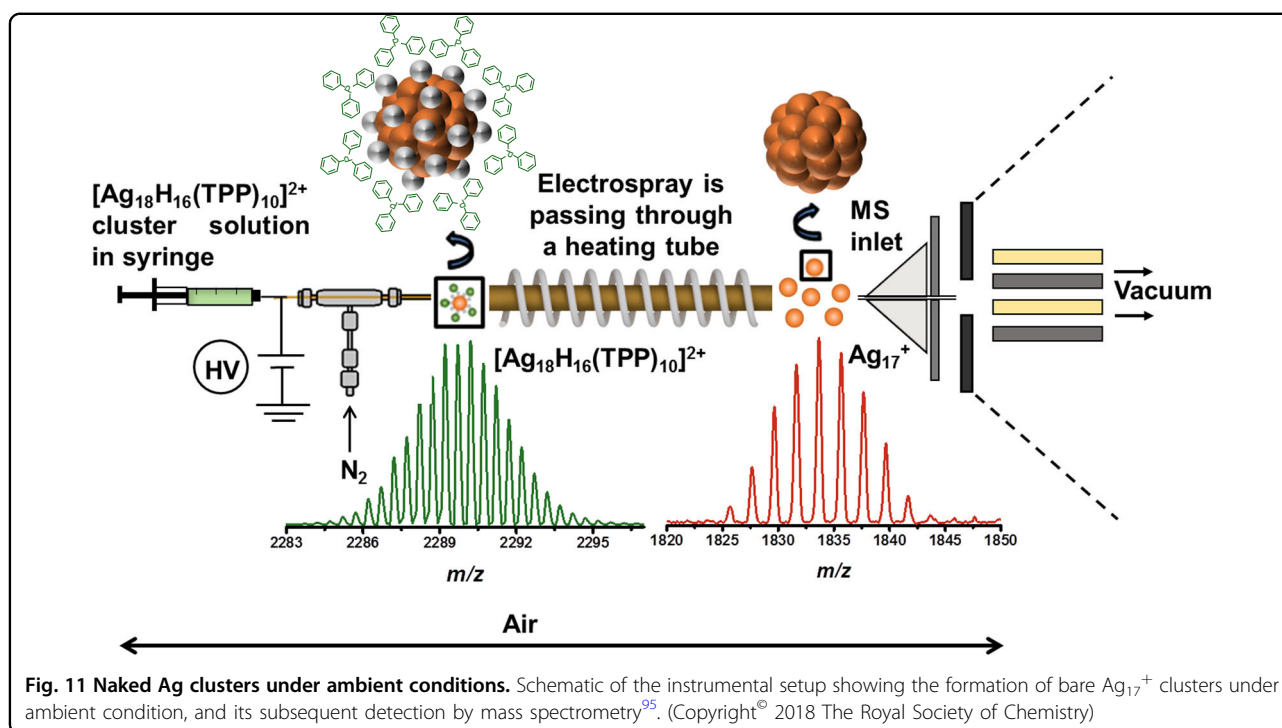 [Ag₁₈H₁₆(TPP)₁₀]²⁺
cluster solution
in syringe
Electrospray is
passing through
a heating tube
MS
inlet
Vacuum
HV
N₂
[Ag₁₈H₁₆(TPP)₁₀]²⁺
Ag₁₇⁺
2283 2286 2289 2292 2295
m/z
1820 1825 1830 1835 1840 1845 1850
m/z
Air
Fig. 11 Naked Ag clusters under ambient conditions. Schematic of the instrumental setup showing the formation of bare Ag₁₇⁺ clusters under
ambient condition, and its subsequent detection by mass spectrometry⁹⁵. (Copyright© 2018 The Royal Society of Chemistry)